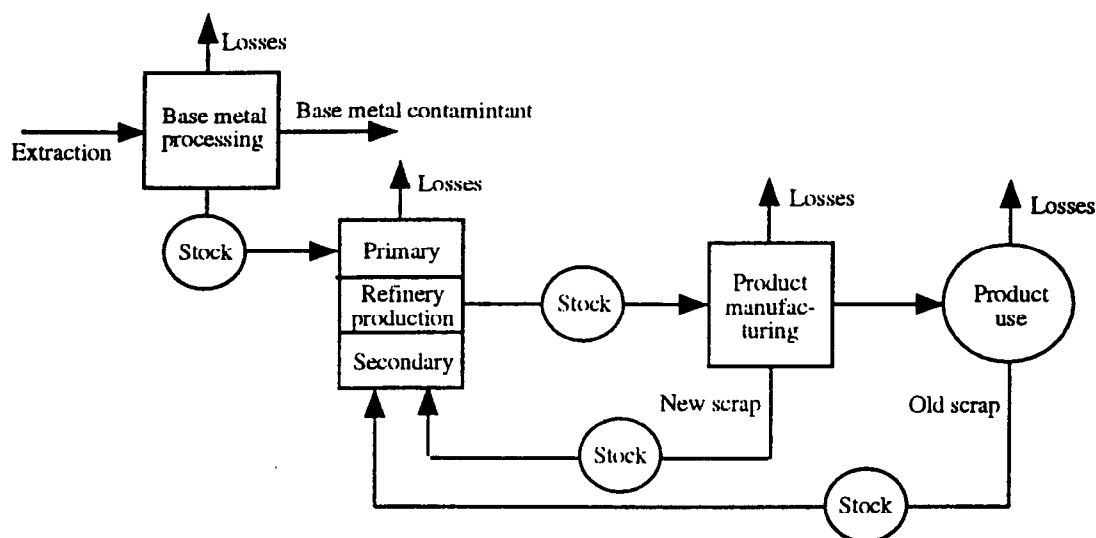 Losses
Base metal
processing
Base metal contamintant
Extraction
Losses
Losses
Losses
Stock
Primary
Refinery
production
Secondary
Stock
Product
manufac-
turing
Product
use
New scrap
Old scrap
Stock
Stock